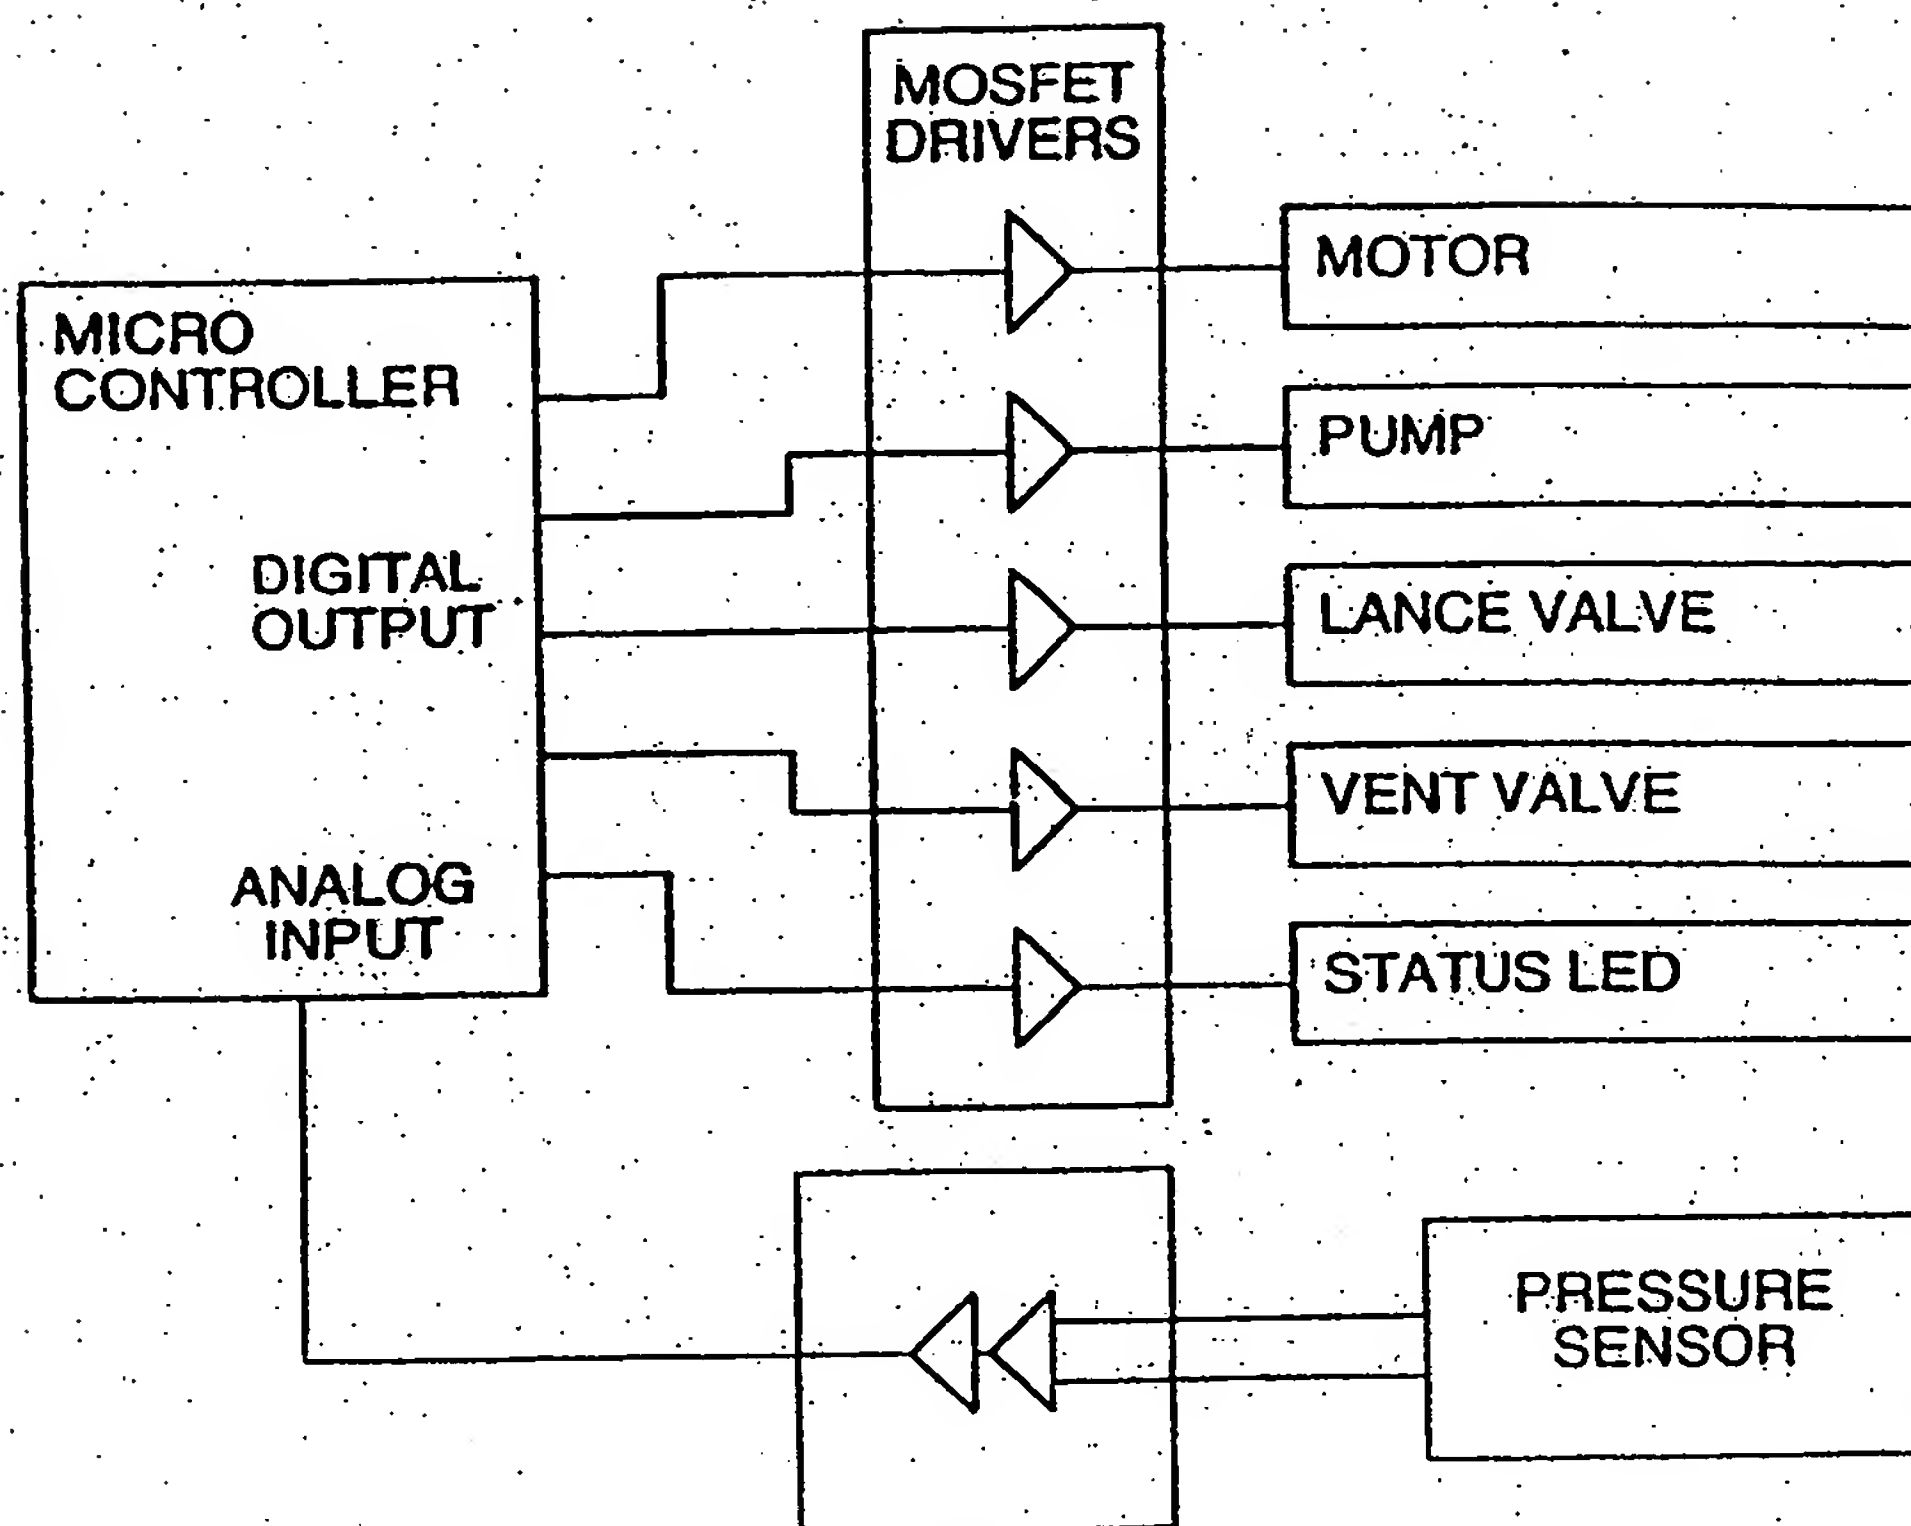 MOSFET
DRIVERS
MICRO
CONTROLLER
DIGITAL
OUTPUT
ANALOG
INPUT
MOTOR
PUMP
LANCE VALVE
VENT VALVE
STATUS LED
PRESSURE
SENSOR